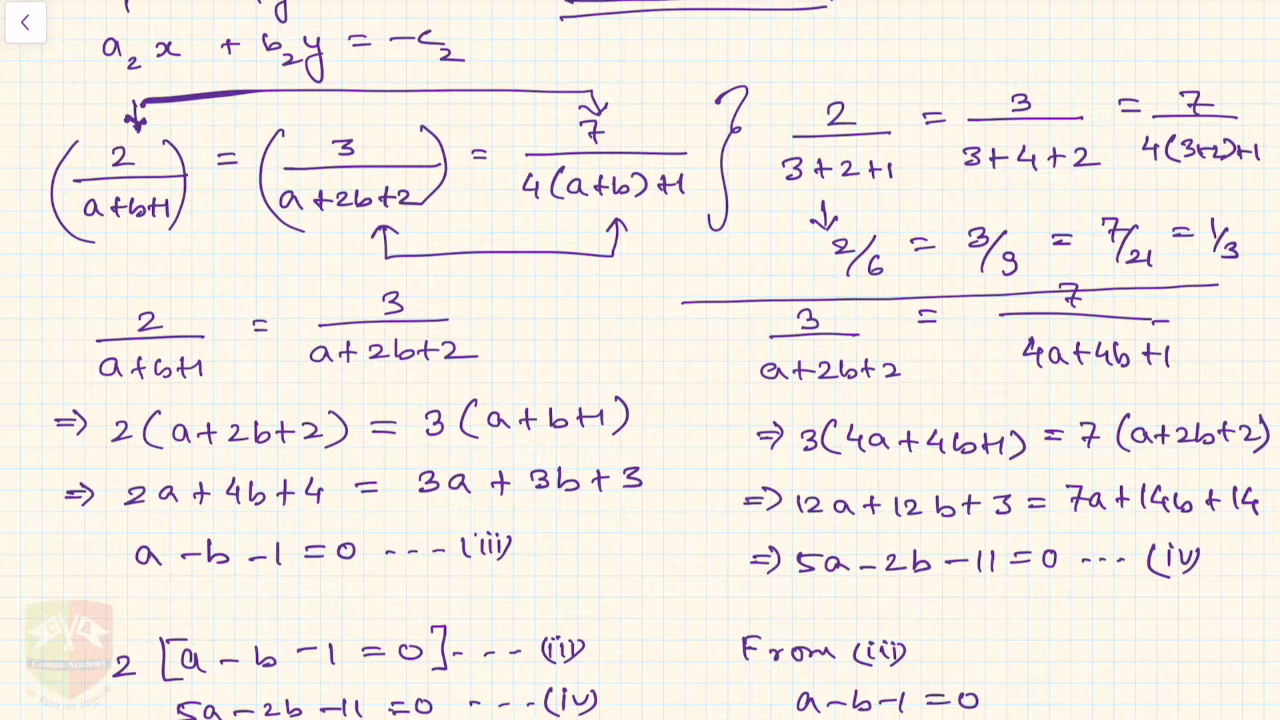 a₂x + b₂y = -c₂
(2/(a+b+1)) = (3/(a+2b+2)) = 7/(4(a+b)+1)
2/(3+2+1) = 3/(3+4+2) = 7/(4(3+2)+1)
2/6 = 3/9 = 7/21 = 1/3
2/(a+b+1) = 3/(a+2b+2)
⇒ 2(a+2b+2) = 3(a+b+1)
⇒ 2a+4b+4 = 3a+3b+3
a-b-1=0 ---- (iii)
3/(a+2b+2) = 7/(4a+4b+1)
⇒ 3(4a+4b+1) = 7(a+2b+2)
⇒ 12a+12b+3 = 7a+14b+14
⇒ 5a-2b-11=0 --- (iv)
2 [a-b-1=0] --- (ii)
5a-2b-11=0 --- (iv)
From (iii)
a-b-1=0